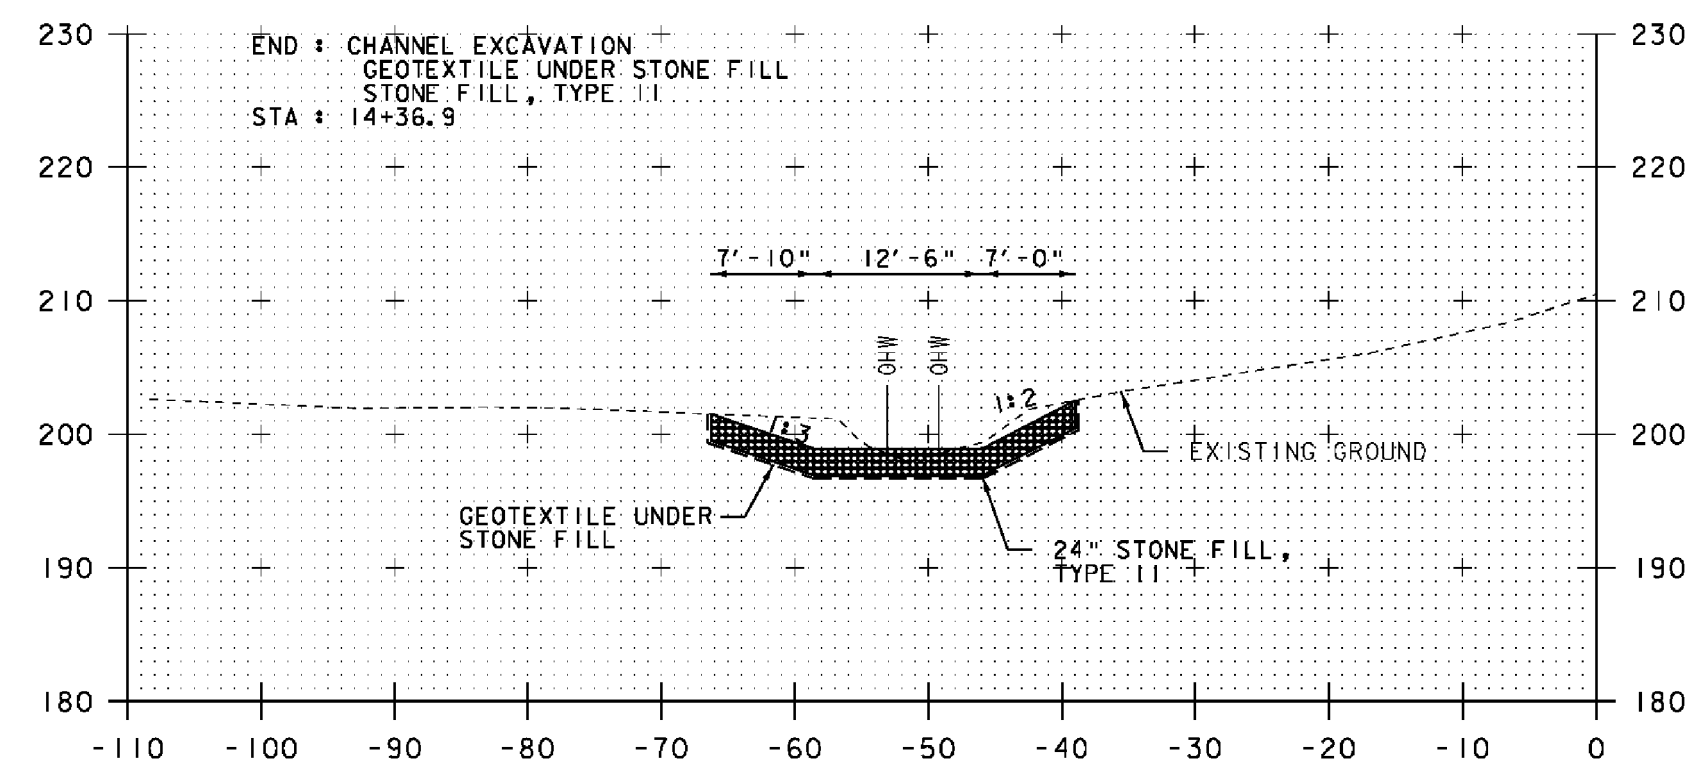 230
230
END : CHANNEL EXCAVATION
GEOTEXTILE UNDER STONE FILL
STONE FILL, TYPE II
STA : 14+36.9
220
220
7'-10" 12'-6" 7'-0"
210
210
OHW
OHW
1:3
1:2
200
200
EXISTING GROUND
GEOTEXTILE UNDER
STONE FILL
24" STONE FILL,
TYPE II
190
190
180
180
-110 -100 -90 -80 -70 -60 -50 -40 -30 -20 -10 0